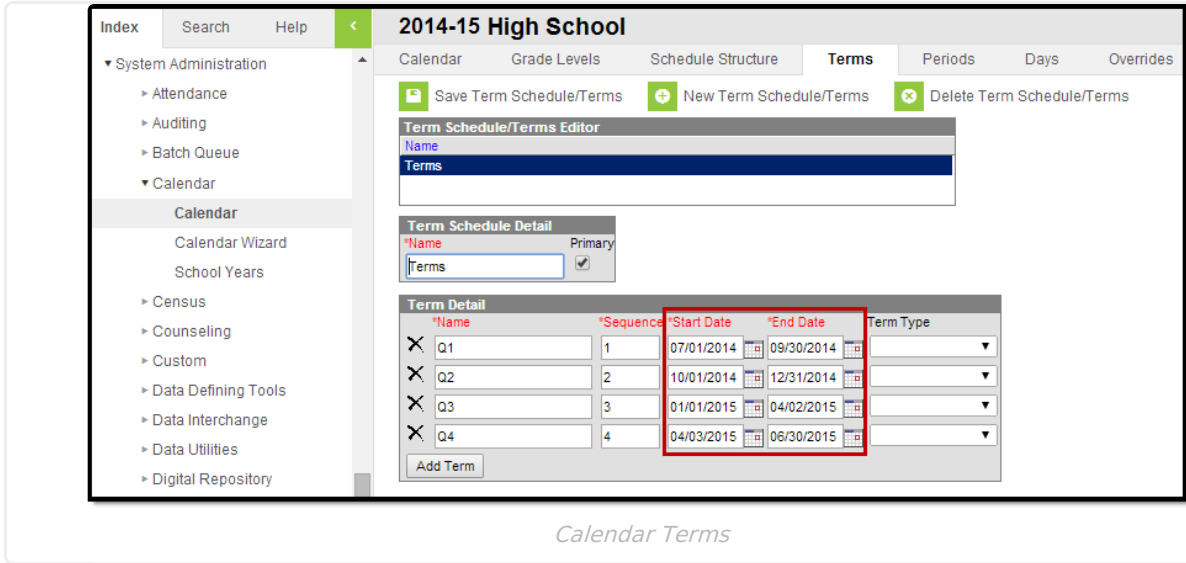 Index Search Help <
▾ System Administration
▸ Attendance
▸ Auditing
▸ Batch Queue
▾ Calendar
Calendar
Calendar Wizard
School Years
▸ Census
▸ Counseling
▸ Custom
▸ Data Defining Tools
▸ Data Interchange
▸ Data Utilities
▸ Digital Repository
2014-15 High School
Calendar Grade Levels Schedule Structure Terms Periods Days Overrides
Save Term Schedule/Terms New Term Schedule/Terms Delete Term Schedule/Terms
Term Schedule/Terms Editor
Name
Terms
Term Schedule Detail
*Name Primary
Terms
Term Detail
*Name *Sequence *Start Date *End Date Term Type
Q1 1 07/01/2014 09/30/2014
Q2 2 10/01/2014 12/31/2014
Q3 3 01/01/2015 04/02/2015
Q4 4 04/03/2015 06/30/2015
Add Term
Calendar Terms